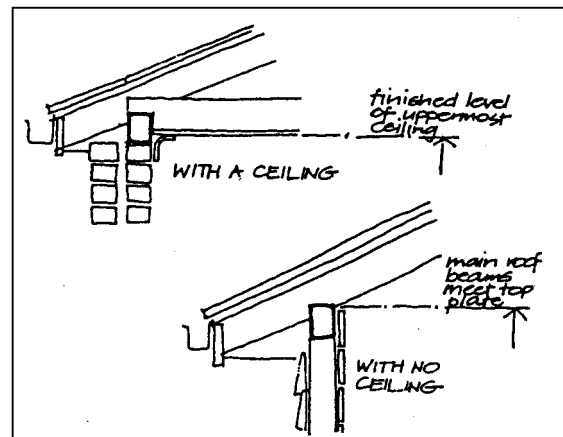 finished level
of uppermost
ceiling
WITH A CEILING
main roof
beams
meet top
plate
WITH NO
CEILING